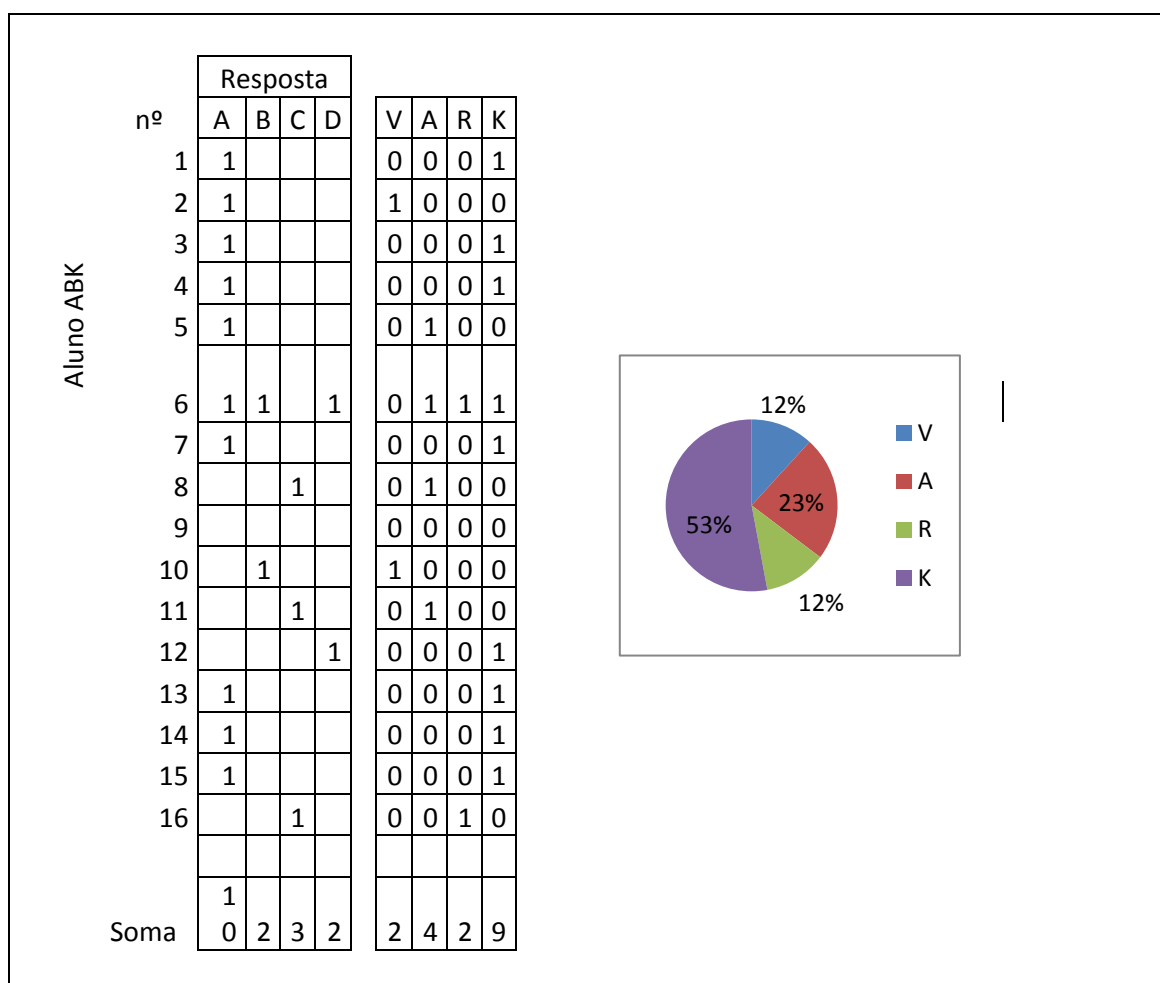 Resposta
nº A B C D V A R K
1 1 0 0 0 1
2 1 1 0 0 0
3 1 0 0 0 1
4 1 0 0 0 1
5 1 0 1 0 0
6 1 1 1 0 1 1 1
7 1 0 0 0 1
8 1 0 1 0 0
9 0 0 0 0
10 1 1 0 0 0
11 1 0 1 0 0
12 1 0 0 0 1
13 1 0 0 0 1
14 1 0 0 0 1
15 1 0 0 0 1
16 1 0 0 1 0
1
Soma 0 2 3 2 2 4 2 9
Aluno ABK
12%
23%
12%
53%
V
A
R
K